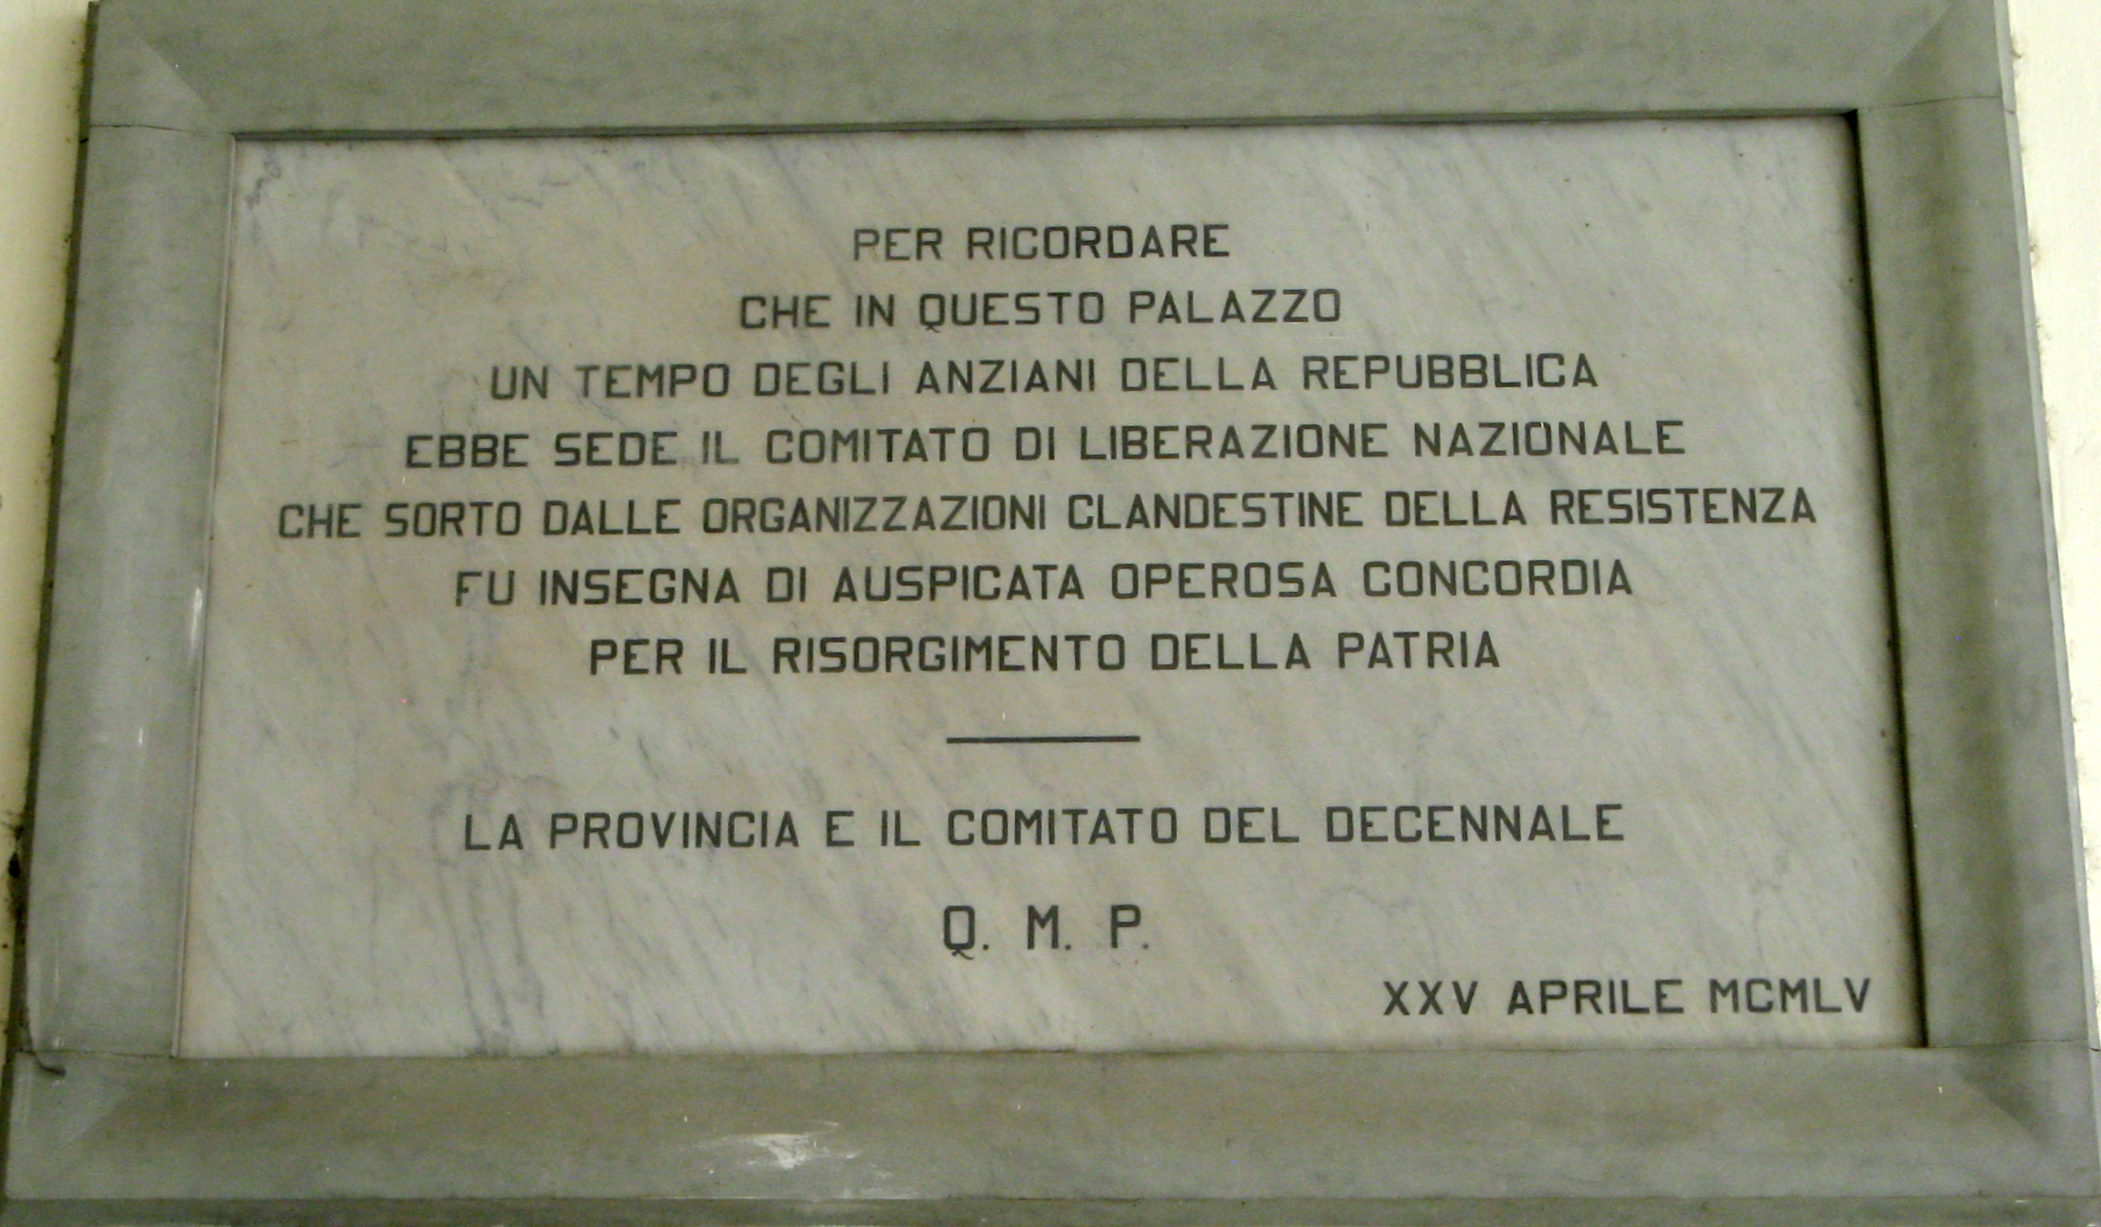 PER RICORDARE
CHE IN QUESTO PALAZZO
UN TEMPO DEGLI ANZIANI DELLA REPUBBLICA
EBBE SEDE IL COMITATO DI LIBERAZIONE NAZIONALE
CHE SORTO DALLE ORGANIZZAZIONI CLANDESTINE DELLA RESISTENZA
FU INSEGNA DI AUSPICATA OPEROSA CONCORDIA
PER IL RISORGIMENTO DELLA PATRIA
LA PROVINCIA E IL COMITATO DEL DECENNALE
Q. M. P.
XXV APRILE MCMLV